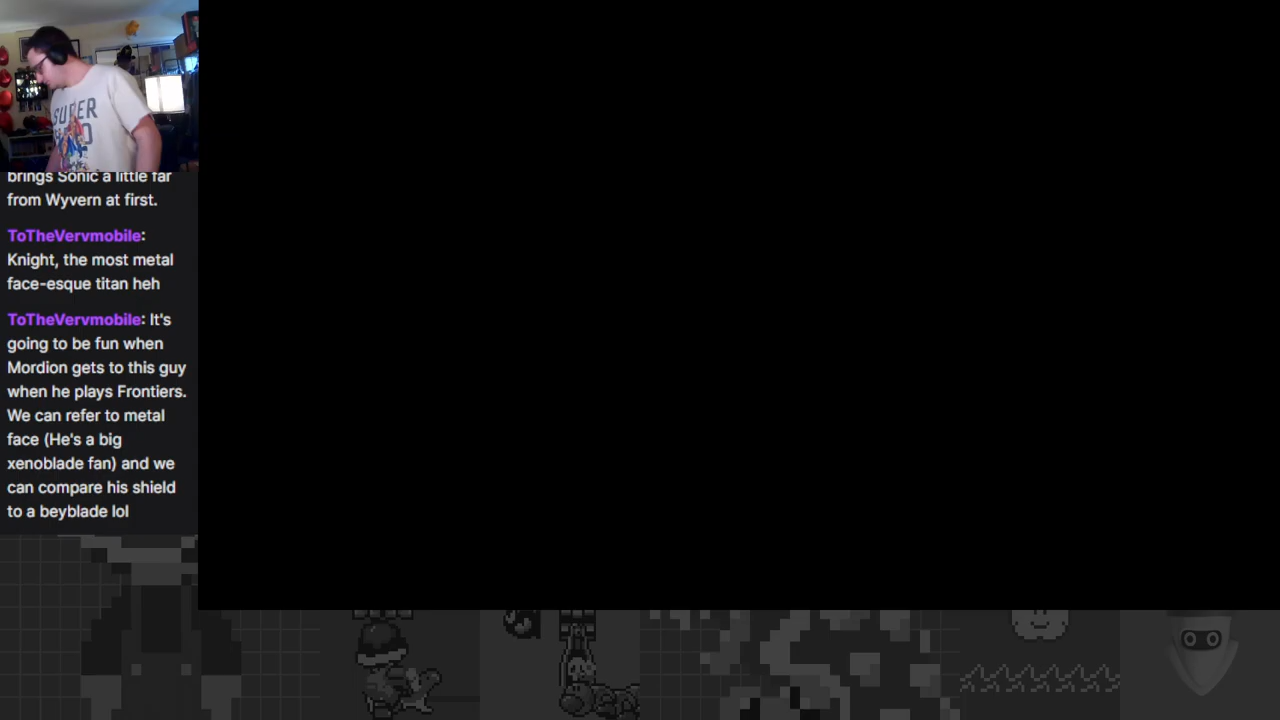 SUPER
brings Sonic a little far
from Wyvern at first.
ToTheVervmobile:
Knight, the most metal
face-esque titan heh
ToTheVervmobile: It's
going to be fun when
Mordion gets to this guy
when he plays Frontiers.
We can refer to metal
face (He's a big
xenoblade fan) and we
can compare his shield
to a beyblade lol